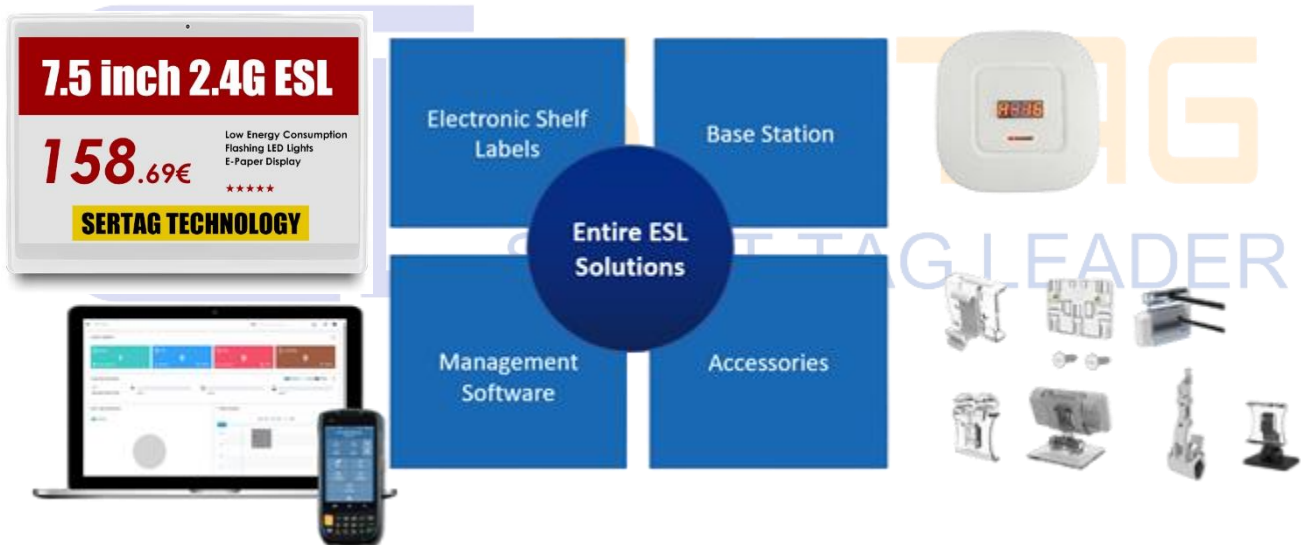 7.5 inch 2.4G ESL
158.69€
Low Energy Consumption
Flashing LED Lights
E-Paper Display
★★★★★
SERTAG TECHNOLOGY
Electronic Shelf
Labels
Base Station
Entire ESL
Solutions
Management
Software
Accessories
TAG
TAG LEADER